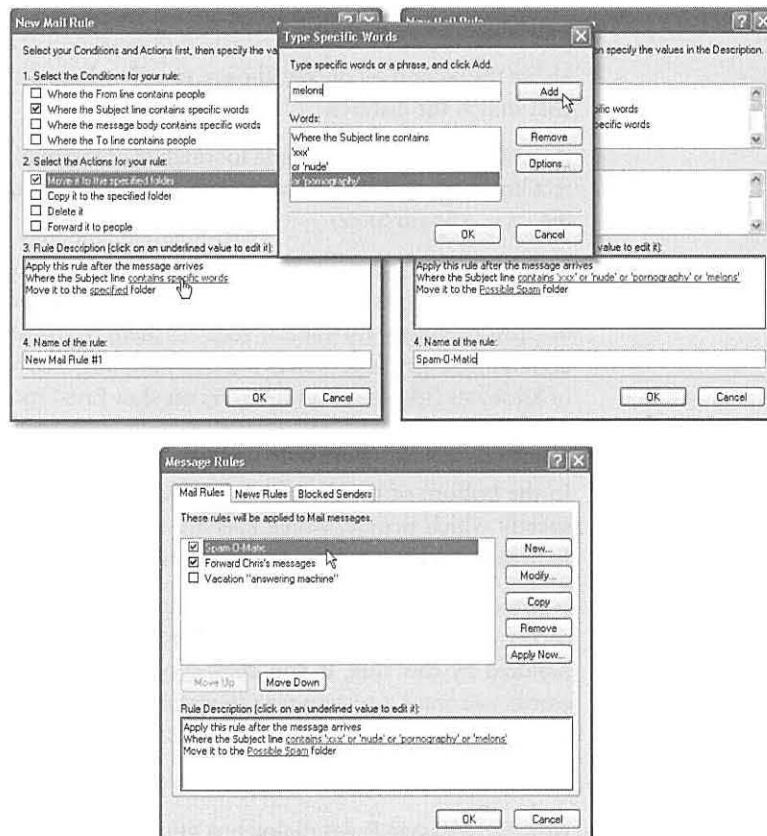 New Mail Rule
Select your Conditions and Actions first, then specify the va
1. Select the Conditions for your rule:
Where the From line contains people
Where the Subject line contains specific words
Where the message body contains specific words
Where the To line contains people
2. Select the Actions for your rule:
Move it to the specified folder
Copy it to the specified folder
Delete it
Forward it to people
3. Rule Description (click on an underlined value to edit it):
Apply this rule after the message arrives
Where the Subject line contains specific words
Move it to the specified folder
4. Name of the rule:
New Mail Rule #1
OK Cancel
Type Specific Words
Type specific words or a phrase, and click Add.
melons
Add
Words:
Where the Subject line contains
'xxx'
or 'nude'
or 'pornography'
Remove
Options...
OK Cancel
New Mail Rule
en specify the values in the Description.
ific words
pecific words
value to edit it):
Apply this rule after the message arrives
Where the Subject line contains 'xxx' or 'nude' or 'pornography' or 'melons'
Move it to the Possible Spam folder
4. Name of the rule:
Spam-O-Matic
OK Cancel
Message Rules
Mail Rules News Rules Blocked Senders
These rules will be applied to Mail messages.
Spam-O-Matic
Forward Chris's messages
Vacation "answering machine"
New...
Modify...
Copy
Remove
Apply Now...
Move Up Move Down
Rule Description (click on an underlined value to edit it):
Apply this rule after the message arrives
Where the Subject line contains 'xxx' or 'nude' or 'pornography' or 'melons'
Move it to the Possible Spam folder
OK Cancel